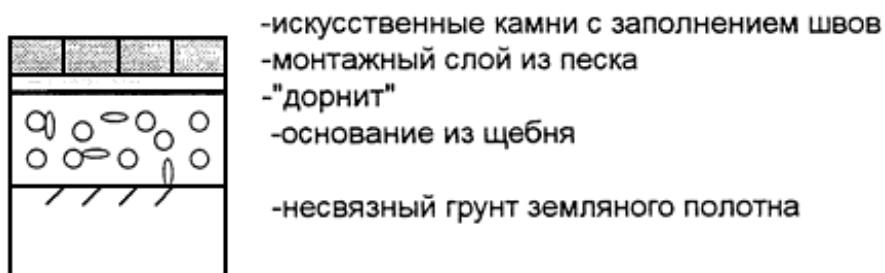 -искусственные камни с заполнением швов
-монтажный слой из песка
-"дорнит"
-основание из щебня
-несвязный грунт земляного полотна